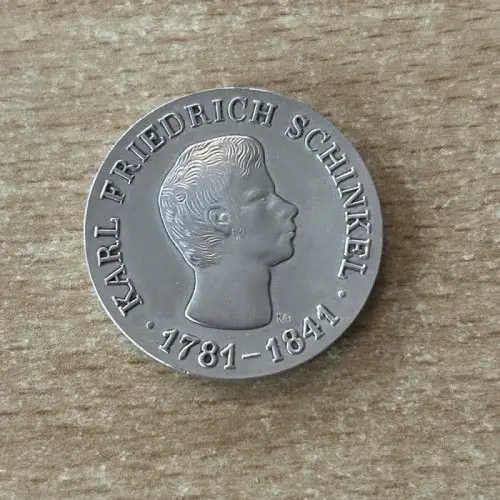 KARL FRIEDRICH SCHINKEL
· 1781-1841 ·